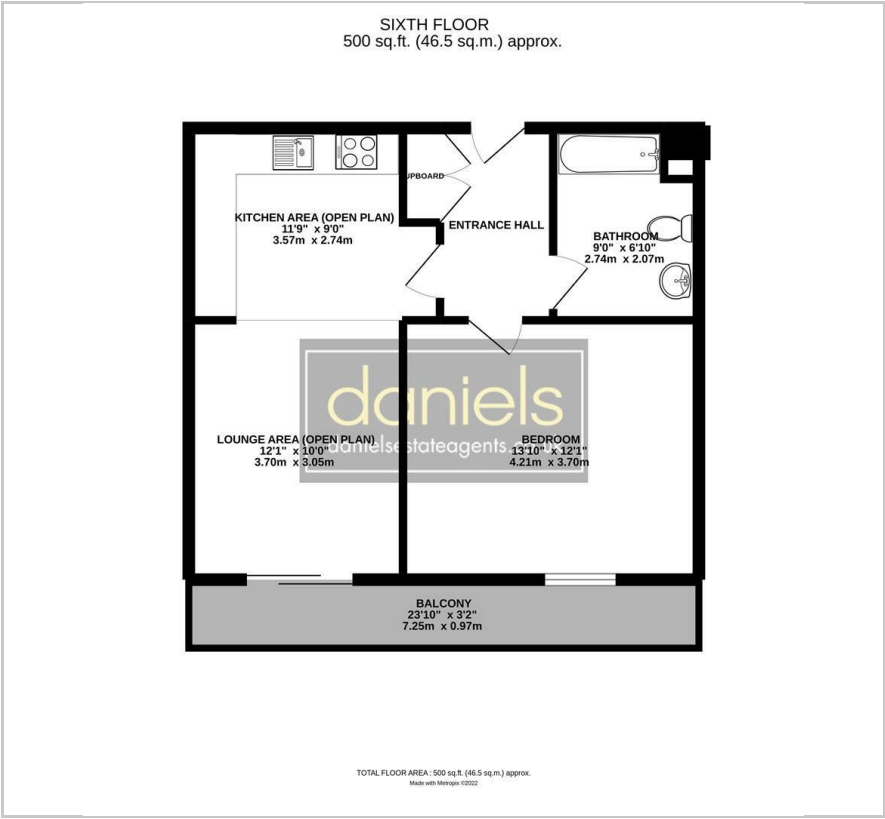 SIXTH FLOOR
500 sq.ft. (46.5 sq.m.) approx.
UPBOARD
KITCHEN AREA (OPEN PLAN)
11'9" x 9'0"
3.57m x 2.74m
ENTRANCE HALL
BATHROOM
9'0" x 6'10"
2.74m x 2.07m
daniels
LOUNGE AREA (OPEN PLAN)
12'1" x 10'0"
3.70m x 3.05m
BEDROOM
13'10" x 12'1"
4.21m x 3.70m
BALCONY
23'10" x 3'2"
7.25m x 0.97m
TOTAL FLOOR AREA : 500 sq.ft. (46.5 sq.m.) approx.
Made with Metropix ©2022